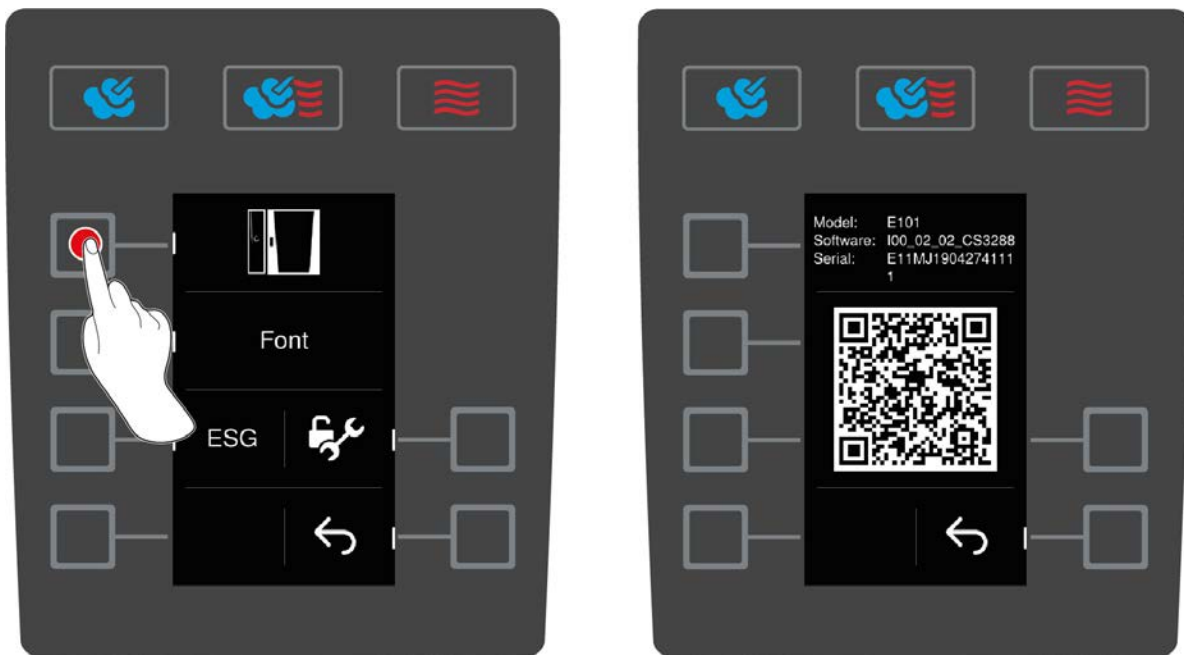 Font
ESG
Model: E101
Software: I00_02_02_CS3288
Serial: E11MJ1904274111
1